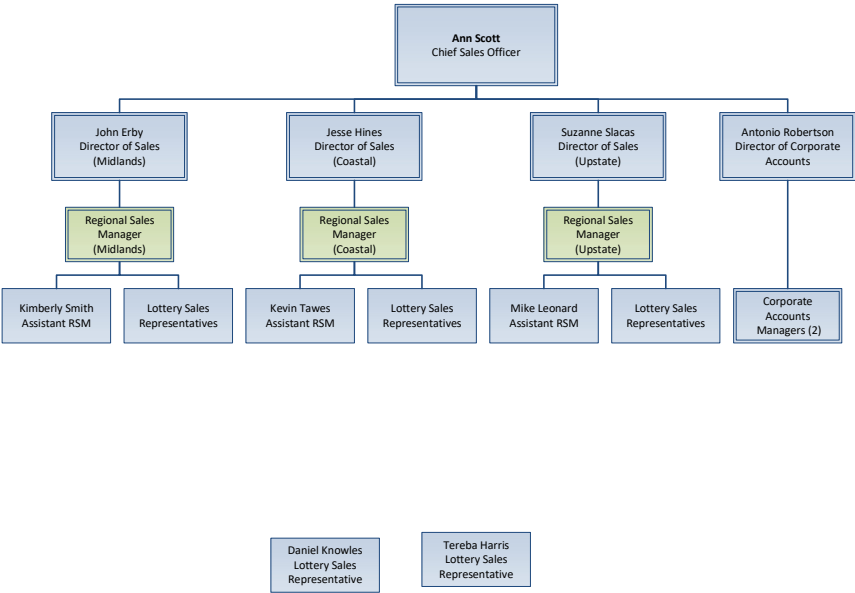 Ann Scott
Chief Sales Officer
John Erby
Director of Sales
(Midlands)
Jesse Hines
Director of Sales
(Coastal)
Suzanne Slacas
Director of Sales
(Upstate)
Antonio Robertson
Director of Corporate
Accounts
Regional Sales
Manager
(Midlands)
Regional Sales
Manager
(Coastal)
Regional Sales
Manager
(Upstate)
Kimberly Smith
Assistant RSM
Lottery Sales
Representatives
Kevin Tawes
Assistant RSM
Lottery Sales
Representatives
Mike Leonard
Assistant RSM
Lottery Sales
Representatives
Corporate
Accounts
Managers (2)
Daniel Knowles
Lottery Sales
Representative
Tereba Harris
Lottery Sales
Representative